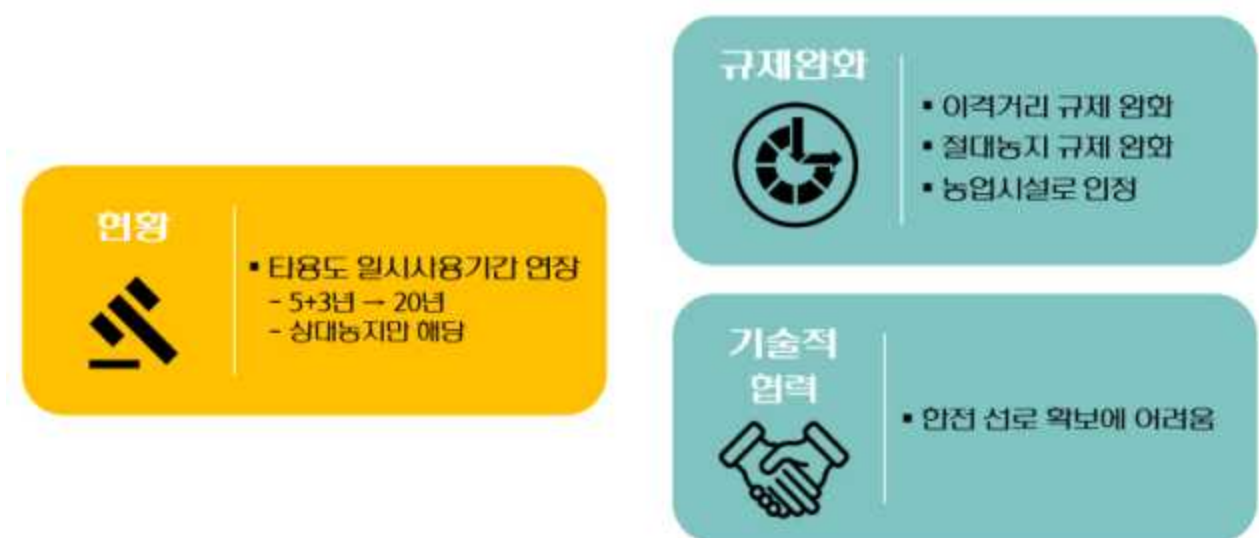 현황
▪ 타용도 일시사용기간 연장
- 5+3년 → 20년
- 상대농지만 해당
규제완화
▪ 이격거리 규제 완화
▪ 절대농지 규제 완화
▪ 농업시설로 인정
기술적
협력
▪ 한전 선로 확보에 어려움